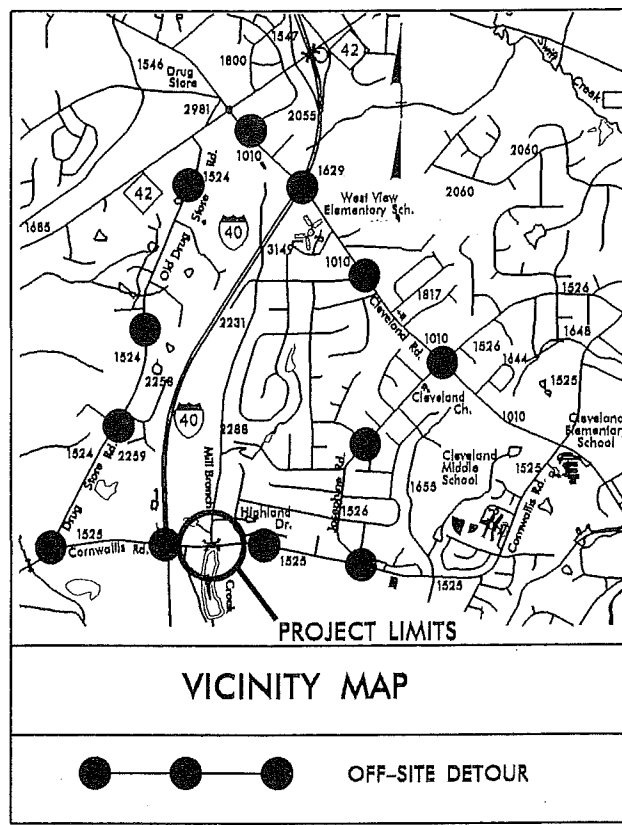 1547
42
1546
Drug
Store
1800
Swift
Creek
2981
2055
1010
2060
1524
1629
2060
42
Old Drug Store Rd.
West View
Elementary Sch.
40
1685
3149
1010
1526
1817
Cleveland Rd.
2231
1010
1648
1524
1526
1644
2258
1525
Cleveland
Ch.
1010
40
2288
Cleveland
Elementary
School
1524
2259
Drug Store Rd.
Mill Branch
Josephine Rd.
Cleveland
Middle
School
1655
1525
Cornwallis Rd.
Highland
Dr.
1526
1525
Cornwallis Rd.
1525
1525
Creek
PROJECT LIMITS
VICINITY MAP
OFF-SITE DETOUR